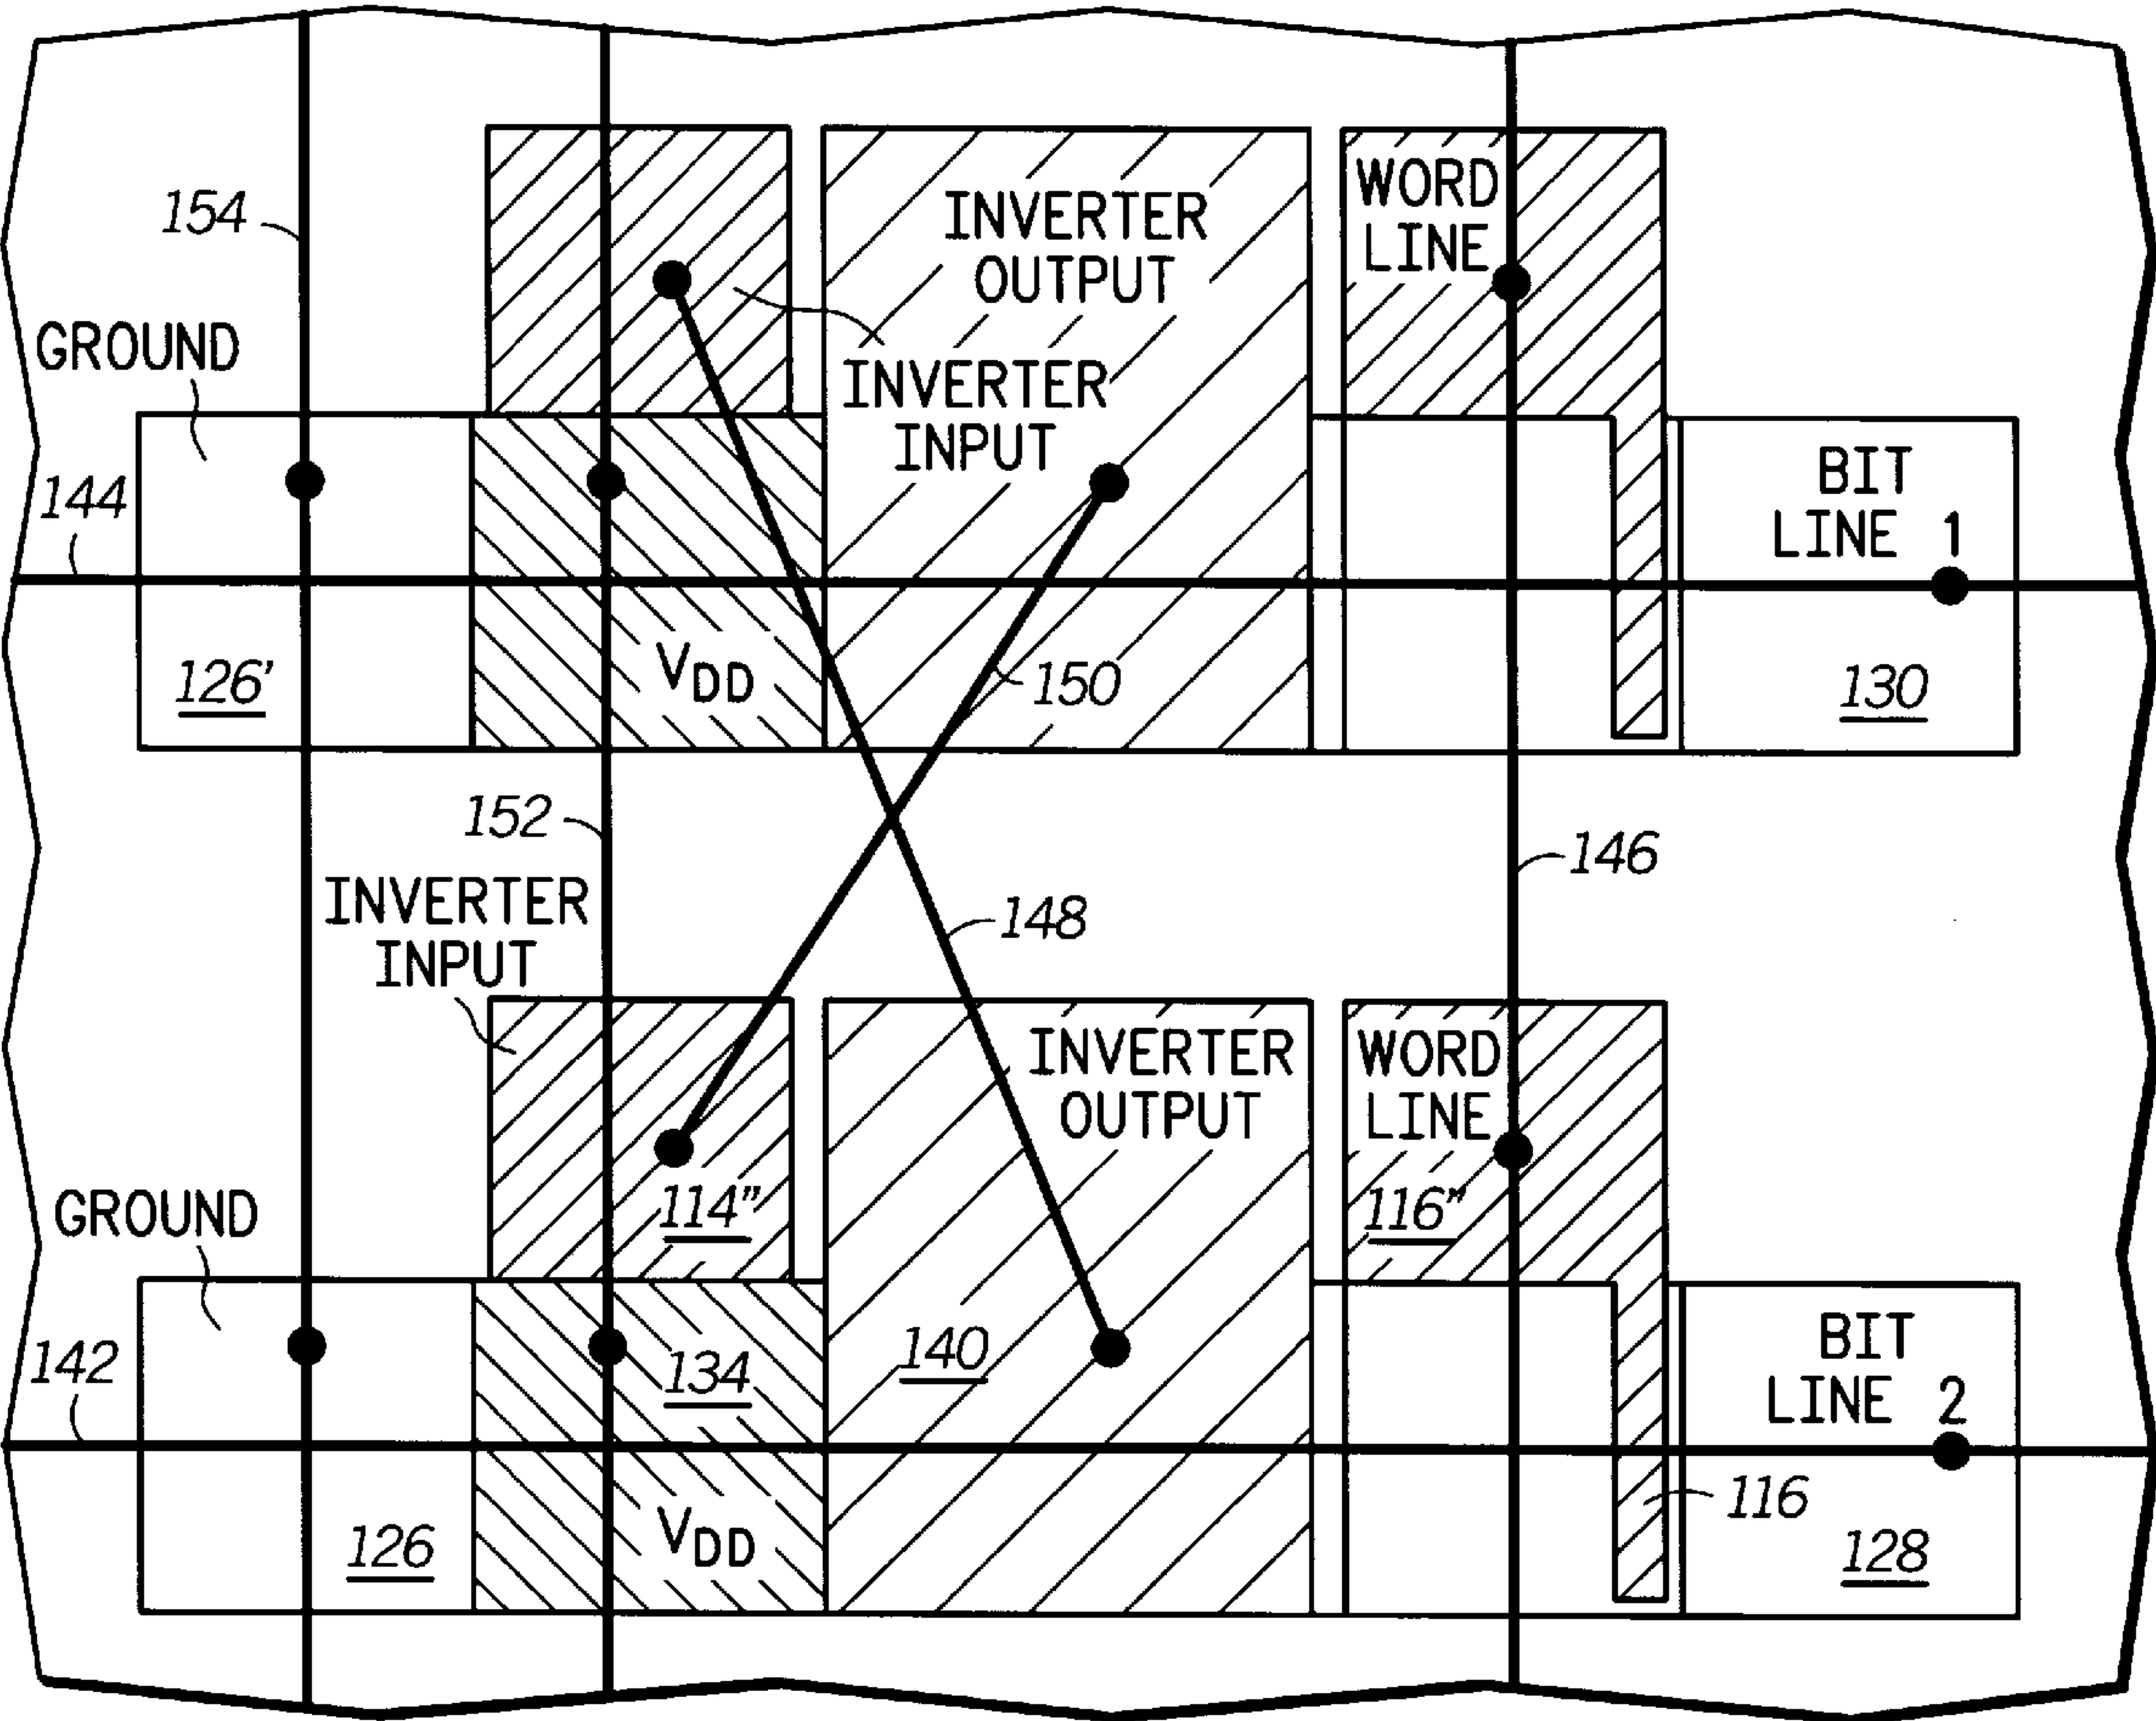 154
INVERTER
OUTPUT
WORD
LINE
GROUND
INVERTER
INPUT
144
BIT
LINE 1
126'
VDD
150
130
152
146
INVERTER
INPUT
148
INVERTER
OUTPUT
WORD
LINE
114"
116"
GROUND
142
134
140
BIT
LINE 2
116
126
VDD
128